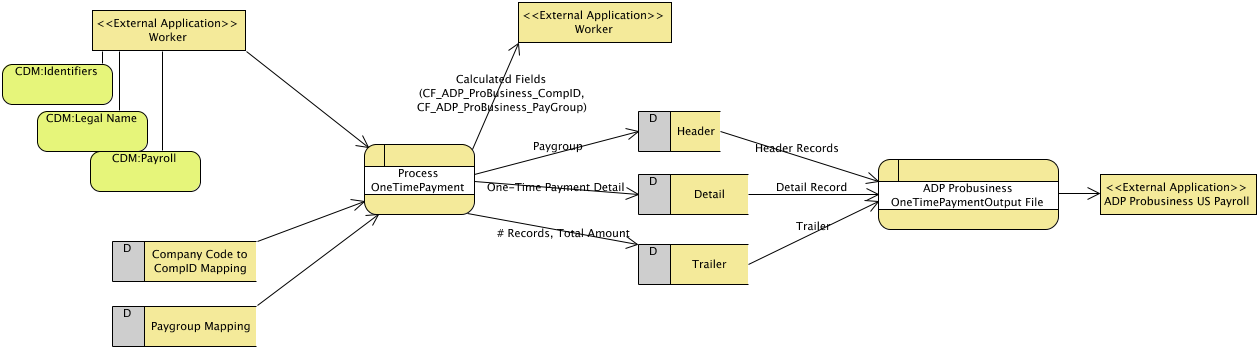 <<External Application>>
Worker
<<External Application>>
Worker
CDM:Identifiers
CDM:Legal Name
CDM:Payroll
Calculated Fields
(CF_ADP_ProBusiness_CompID,
CF_ADP_ProBusiness_PayGroup)
Process
OneTimePayment
Paygroup
One-Time Payment Detail
# Records, Total Amount
D
Header
D
Detail
D
Trailer
Header Records
Detail Record
Trailer
ADP Probusiness
OneTimePaymentOutput File
<<External Application>>
ADP Probusiness US Payroll
D
Company Code to
CompID Mapping
D
Paygroup Mapping